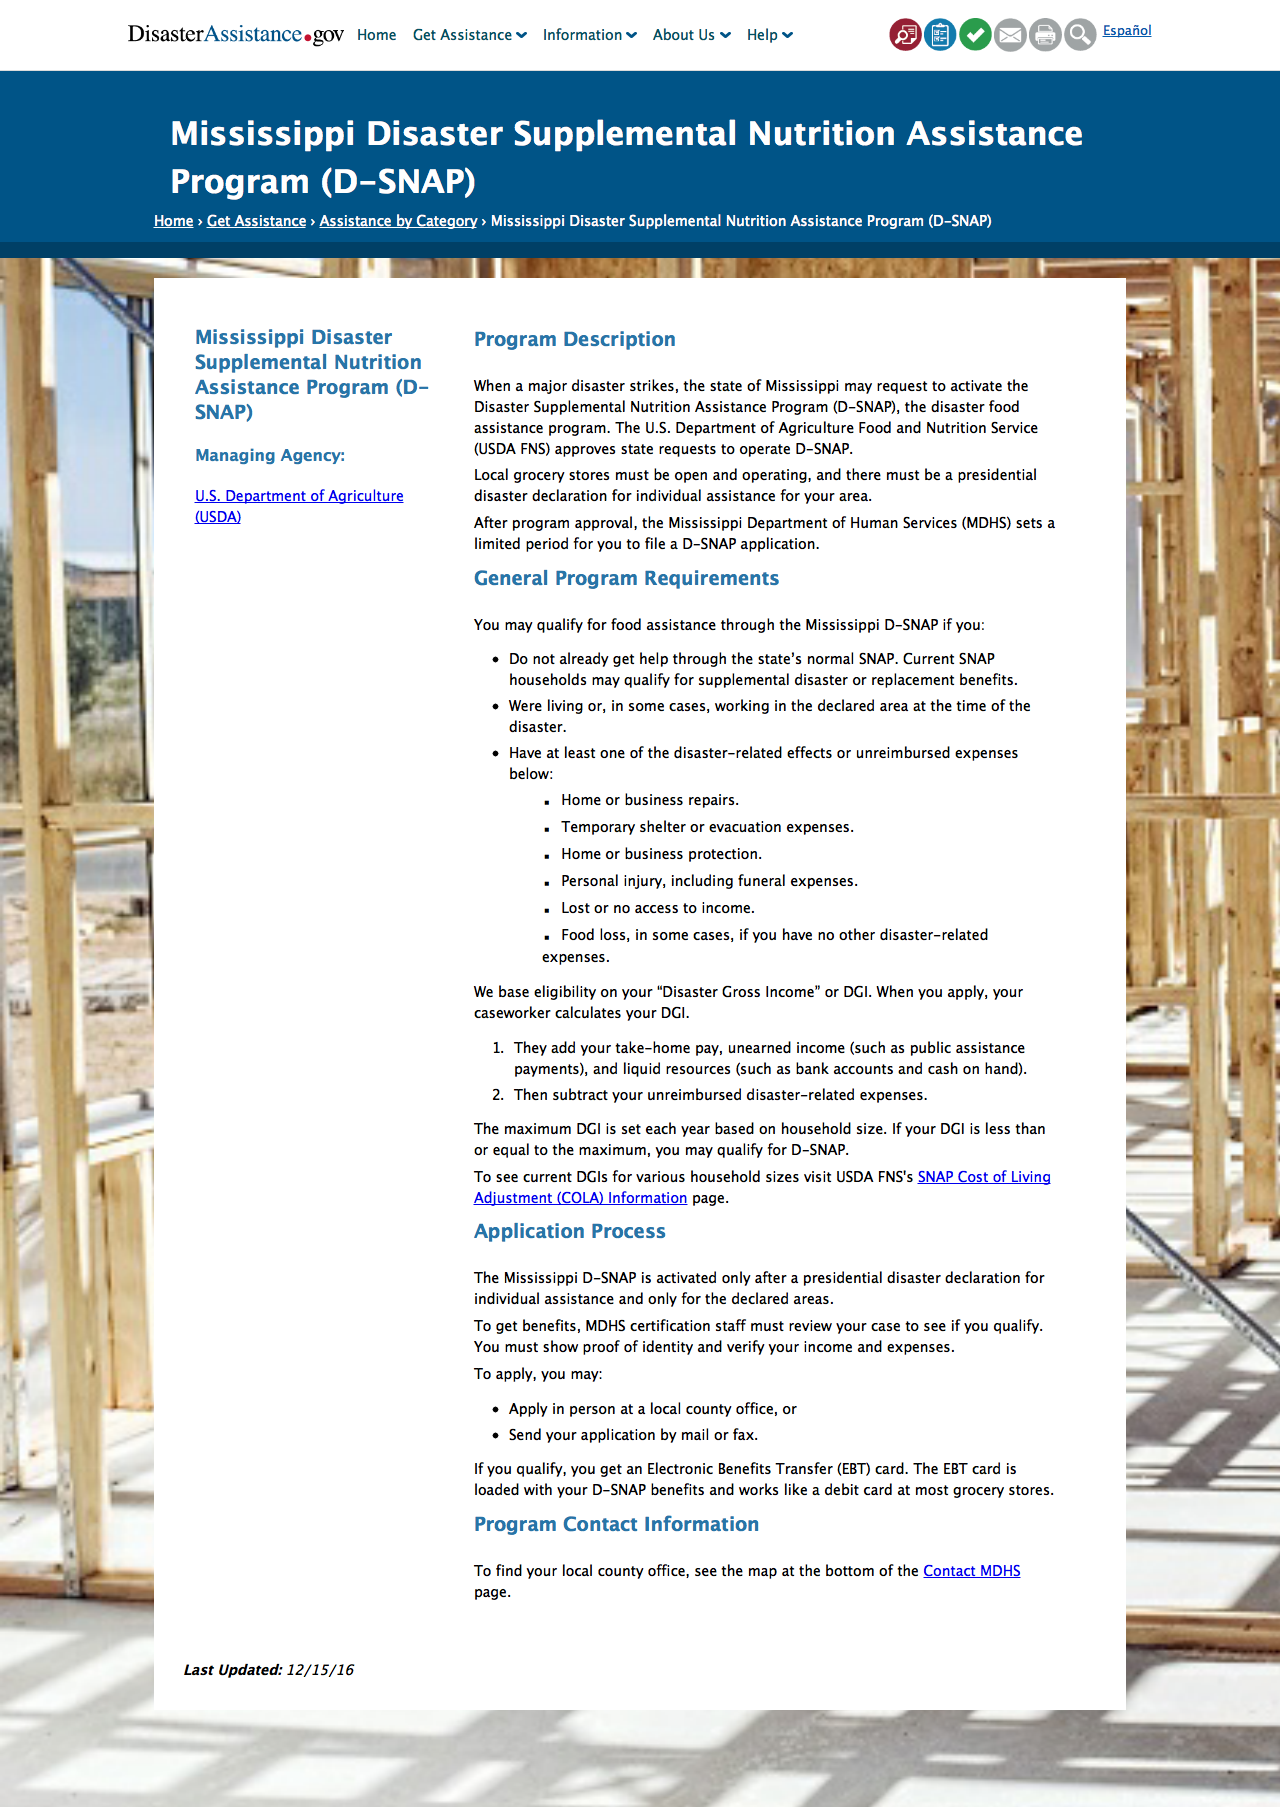 DisasterAssistance.gov Home Get Assistance Information About Us Help Español
Mississippi Disaster Supplemental Nutrition Assistance
Program (D-SNAP)
Home › Get Assistance › Assistance by Category › Mississippi Disaster Supplemental Nutrition Assistance Program (D-SNAP)
Mississippi Disaster
Supplemental Nutrition
Assistance Program (D-
SNAP)
Managing Agency:
U.S. Department of Agriculture
(USDA)
Program Description
When a major disaster strikes, the state of Mississippi may request to activate the
Disaster Supplemental Nutrition Assistance Program (D-SNAP), the disaster food
assistance program. The U.S. Department of Agriculture Food and Nutrition Service
(USDA FNS) approves state requests to operate D-SNAP.
Local grocery stores must be open and operating, and there must be a presidential
disaster declaration for individual assistance for your area.
After program approval, the Mississippi Department of Human Services (MDHS) sets a
limited period for you to file a D-SNAP application.
General Program Requirements
You may qualify for food assistance through the Mississippi D-SNAP if you:
• Do not already get help through the state's normal SNAP. Current SNAP
households may qualify for supplemental disaster or replacement benefits.
• Were living or, in some cases, working in the declared area at the time of the
disaster.
• Have at least one of the disaster-related effects or unreimbursed expenses
below:
▪ Home or business repairs.
▪ Temporary shelter or evacuation expenses.
▪ Home or business protection.
▪ Personal injury, including funeral expenses.
▪ Lost or no access to income.
▪ Food loss, in some cases, if you have no other disaster-related
expenses.
We base eligibility on your “Disaster Gross Income” or DGI. When you apply, your
caseworker calculates your DGI.
1. They add your take-home pay, unearned income (such as public assistance
payments), and liquid resources (such as bank accounts and cash on hand).
2. Then subtract your unreimbursed disaster-related expenses.
The maximum DGI is set each year based on household size. If your DGI is less than
or equal to the maximum, you may qualify for D-SNAP.
To see current DGIs for various household sizes visit USDA FNS's SNAP Cost of Living
Adjustment (COLA) Information page.
Application Process
The Mississippi D-SNAP is activated only after a presidential disaster declaration for
individual assistance and only for the declared areas.
To get benefits, MDHS certification staff must review your case to see if you qualify.
You must show proof of identity and verify your income and expenses.
To apply, you may:
• Apply in person at a local county office, or
• Send your application by mail or fax.
If you qualify, you get an Electronic Benefits Transfer (EBT) card. The EBT card is
loaded with your D-SNAP benefits and works like a debit card at most grocery stores.
Program Contact Information
To find your local county office, see the map at the bottom of the Contact MDHS
page.
Last Updated: 12/15/16